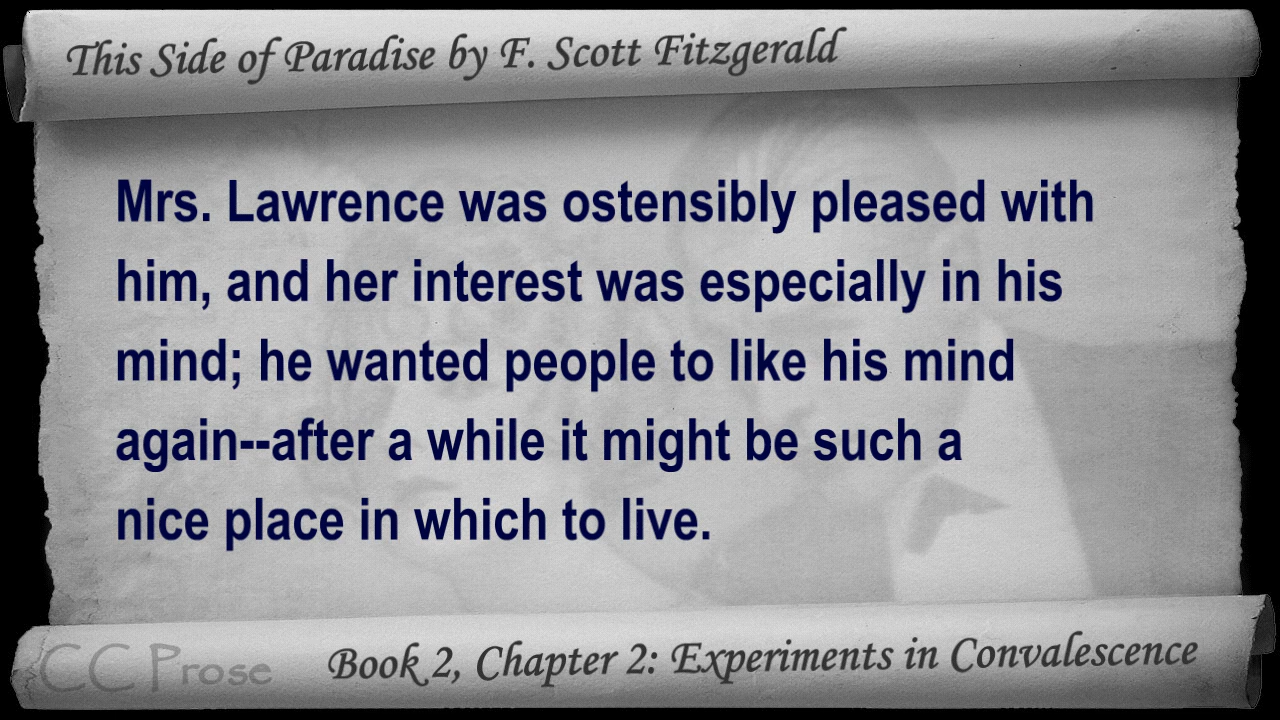 This Side of Paradise by F. Scott Fitzgerald
Mrs. Lawrence was ostensibly pleased with
him, and her interest was especially in his
mind; he wanted people to like his mind
again--after a while it might be such a
nice place in which to live.
CC Prose
Book 2, Chapter 2: Experiments in Convalescence